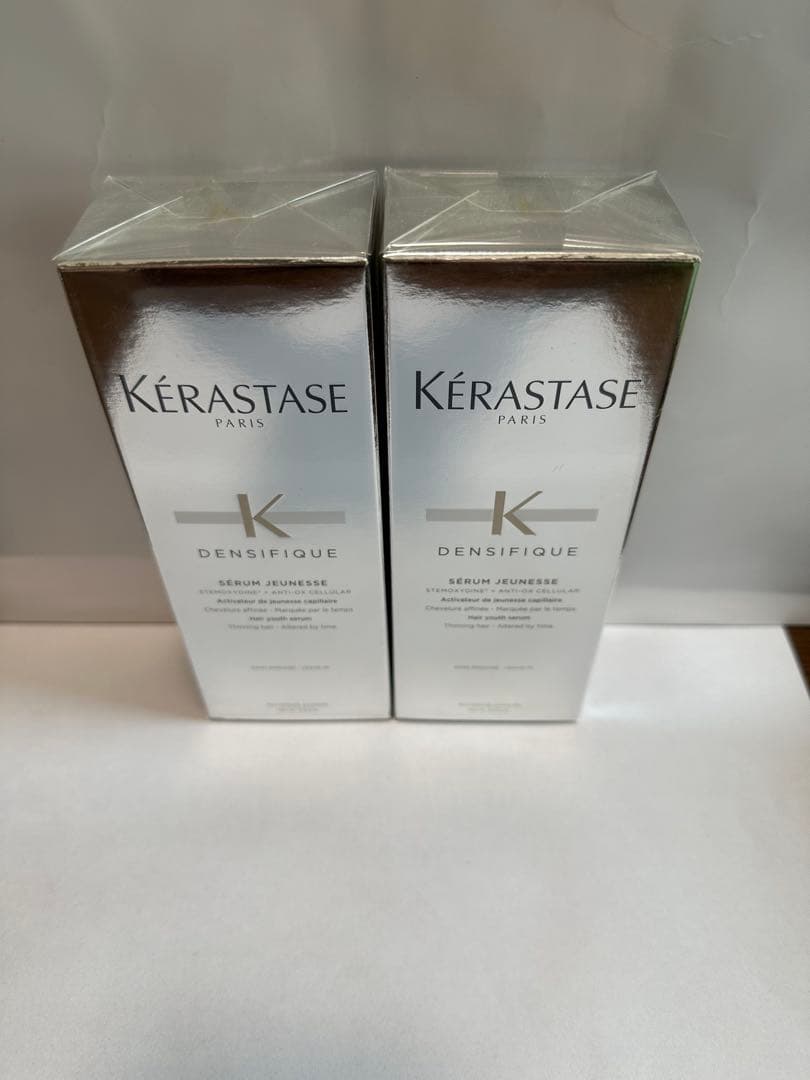 KÉRASTASE
PARIS
K
DENSIFIQUE
SÉRUM JEUNESSE
STEMOXYDINE® + ANTI-OX CELLULAR
Activateur de jeunesse capillaire
Chevelure affinée - Marquée par le temps
Hair youth serum
Thinning hair - Altered by time
KÉRASTASE
PARIS
K
DENSIFIQUE
SÉRUM JEUNESSE
STEMOXYDINE® + ANTI-OX CELLULAR
Activateur de jeunesse capillaire
Chevelure affinée - Marquée par le temps
Hair youth serum
Thinning hair - Altered by time